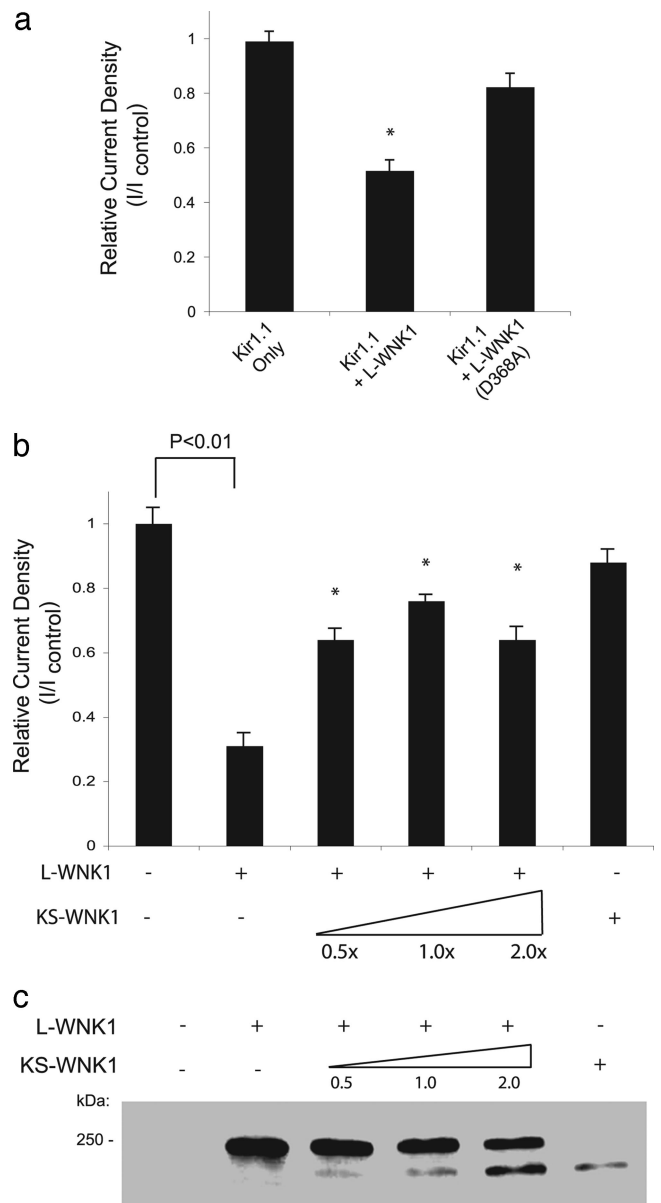 a
Relative Current Density
(I/I control)
1
0.8
0.6
0.4
0.2
0
*
Kir1.1
Only
Kir1.1
+ L-WNK1
Kir1.1
+ L-WNK1
(D368A)
b
P<0.01
Relative Current Density
(I/I control)
1
0.8
0.6
0.4
0.2
0
* * *
L-WNK1 - + + + + -
KS-WNK1 - - +
0.5x 1.0x 2.0x
c
L-WNK1 - + + + + -
KS-WNK1 - - +
0.5 1.0 2.0
kDa:
250 -